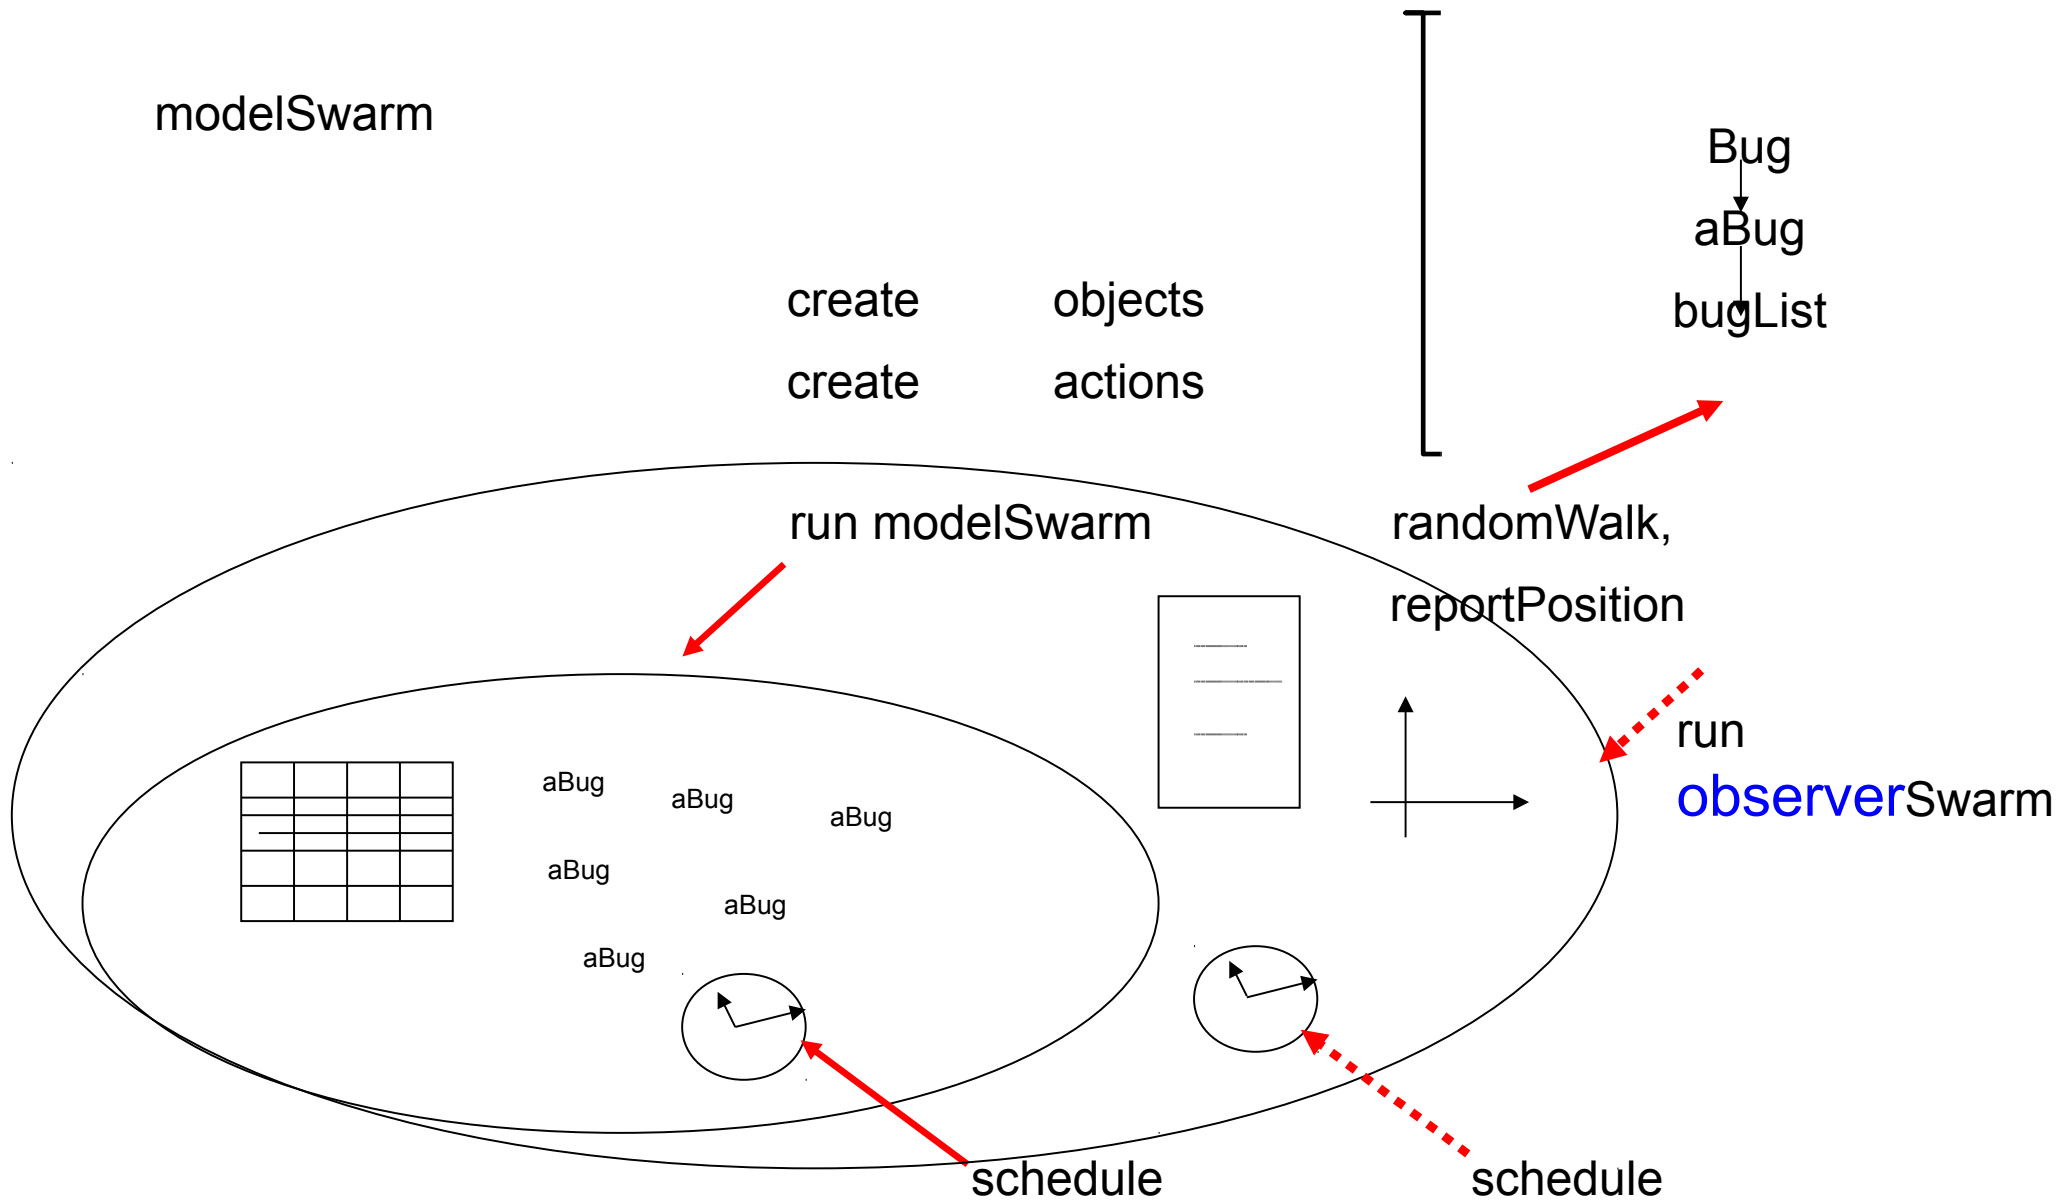 modelSwarm
Bug
aBug
bugList
create objects
create actions
run modelSwarm
randomWalk,
reportPosition
run
observerSwarm
aBug
aBug
aBug
aBug
aBug
aBug
schedule
schedule